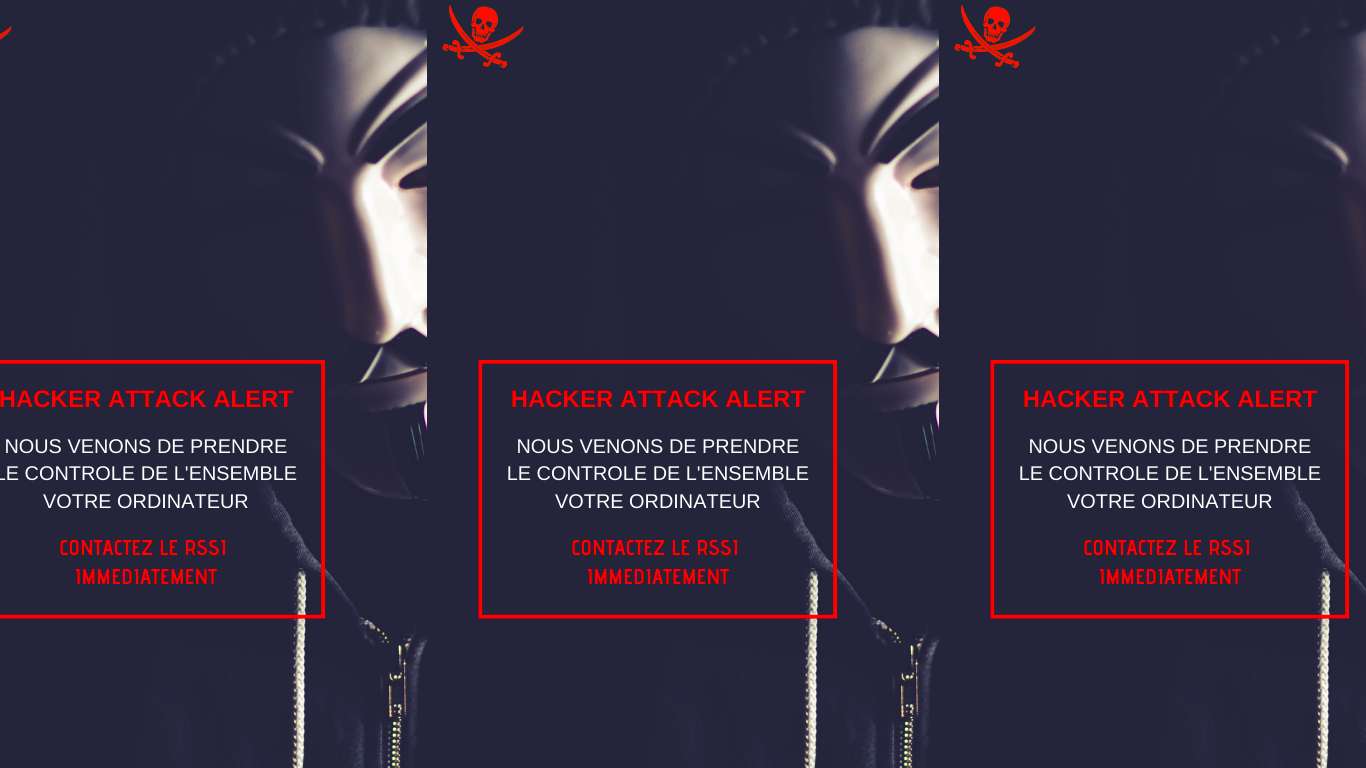 HACKER ATTACK ALERT
NOUS VENONS DE PRENDRE
LE CONTROLE DE L'ENSEMBLE
VOTRE ORDINATEUR
CONTACTEZ LE RSSI
IMMEDIATEMENT
HACKER ATTACK ALERT
NOUS VENONS DE PRENDRE
LE CONTROLE DE L'ENSEMBLE
VOTRE ORDINATEUR
CONTACTEZ LE RSSI
IMMEDIATEMENT
HACKER ATTACK ALERT
NOUS VENONS DE PRENDRE
LE CONTROLE DE L'ENSEMBLE
VOTRE ORDINATEUR
CONTACTEZ LE RSSI
IMMEDIATEMENT